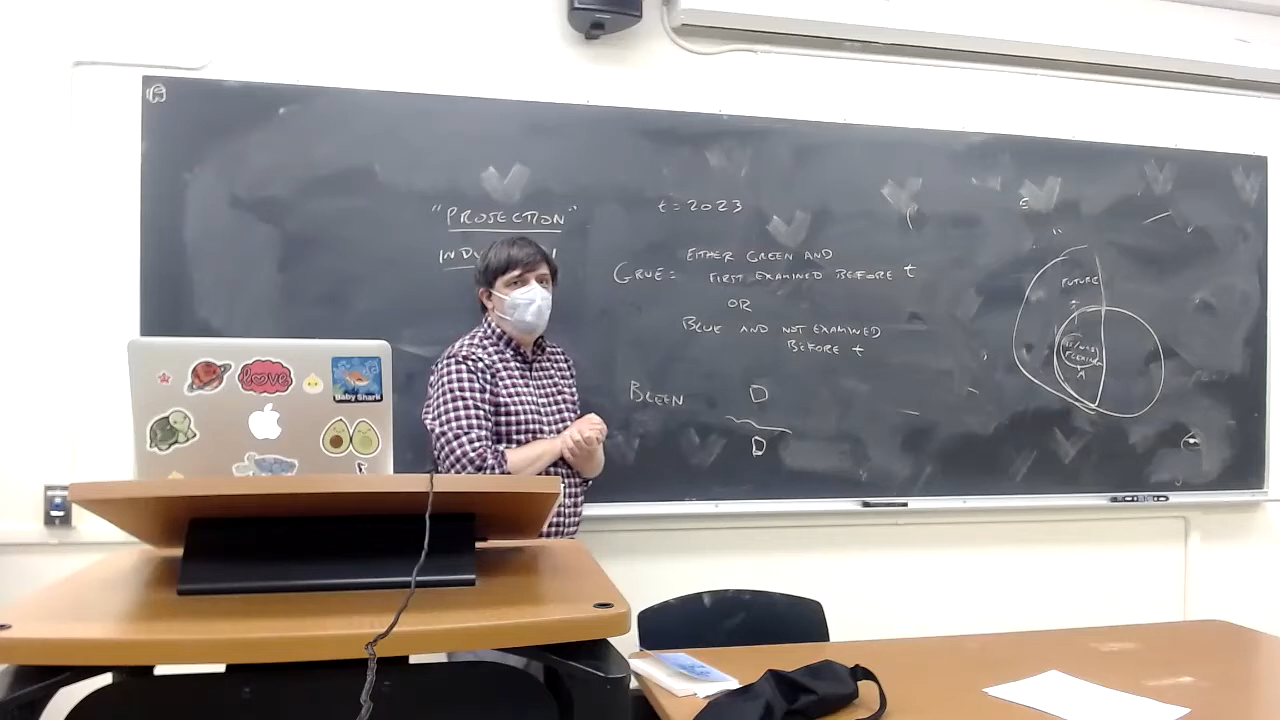 "PROJECTION"
t = 2023
EITHER GREEN AND
GRUE = FIRST EXAMINED BEFORE t
OR
BLUE AND NOT EXAMINED
BEFORE t
BLEEN
D
D
FUTURE
love
Baby Shark